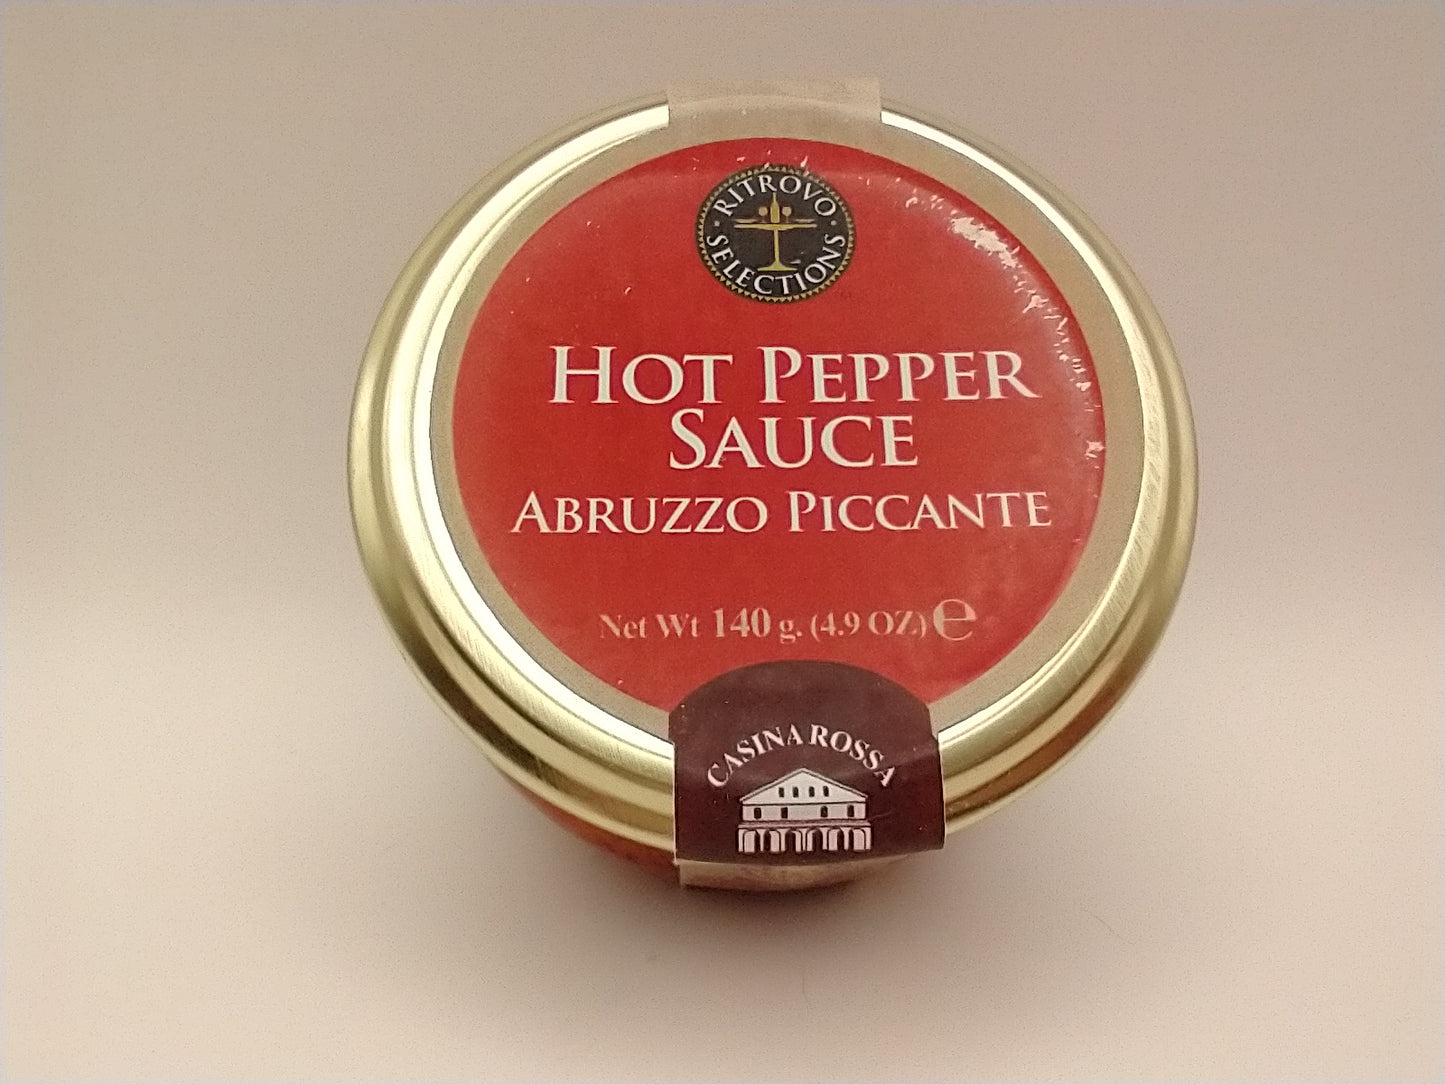 RITROVO
SELECTIONS
HOT PEPPER
SAUCE
ABRUZZO PICCANTE
Net Wt 140 g. (4.9 OZ) ℮
CASINA ROSSA